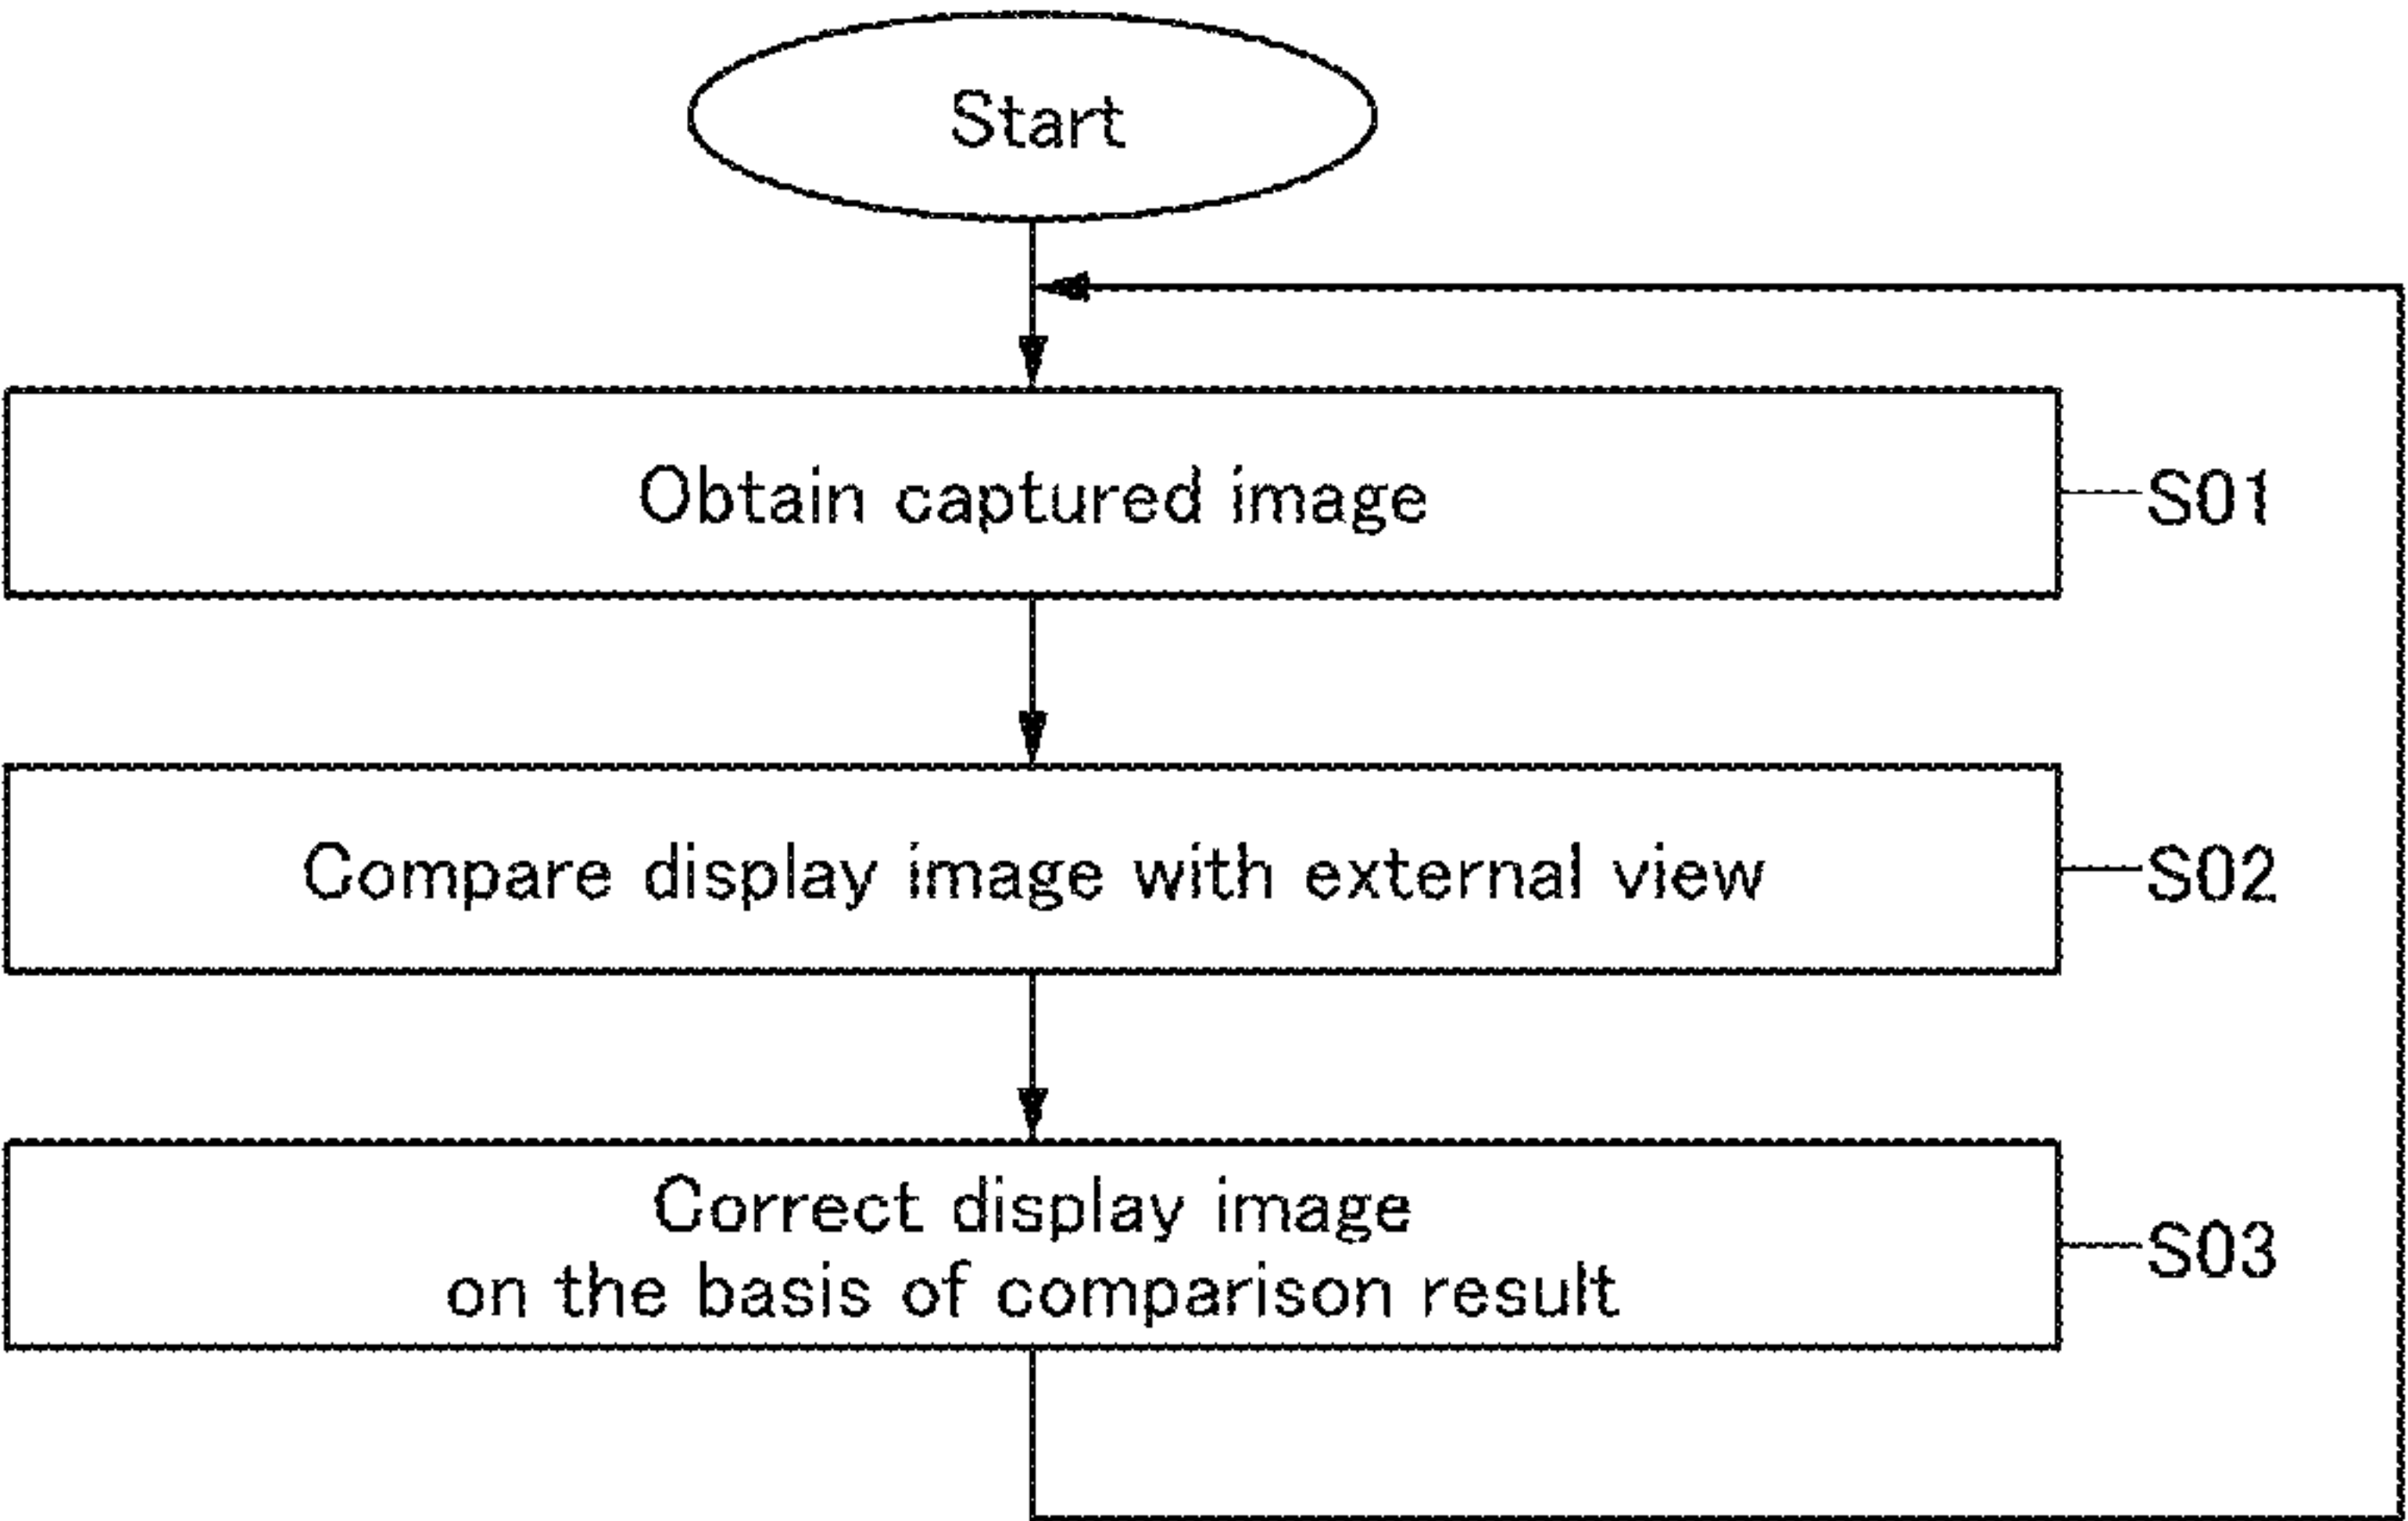 Start
Obtain captured image
S01
Compare display image with external view
S02
Correct display image
on the basis of comparison result
S03